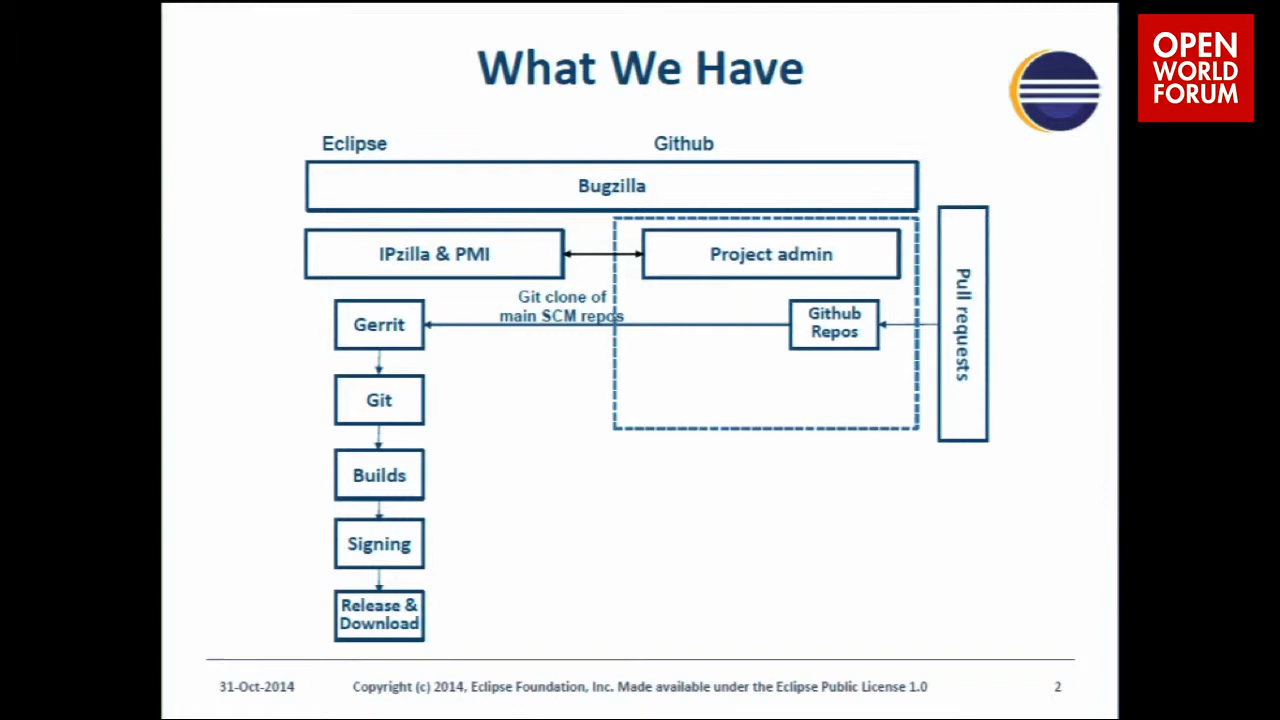 What We Have
OPEN
WORLD
FORUM
Eclipse
Github
Bugzilla
IPzilla & PMI
Project admin
Git clone of
main SCM repos
Gerrit
Github
Repos
Pull requests
Git
Builds
Signing
Release &
Download
31-Oct-2014
Copyright (c) 2014, Eclipse Foundation, Inc. Made available under the Eclipse Public License 1.0
2